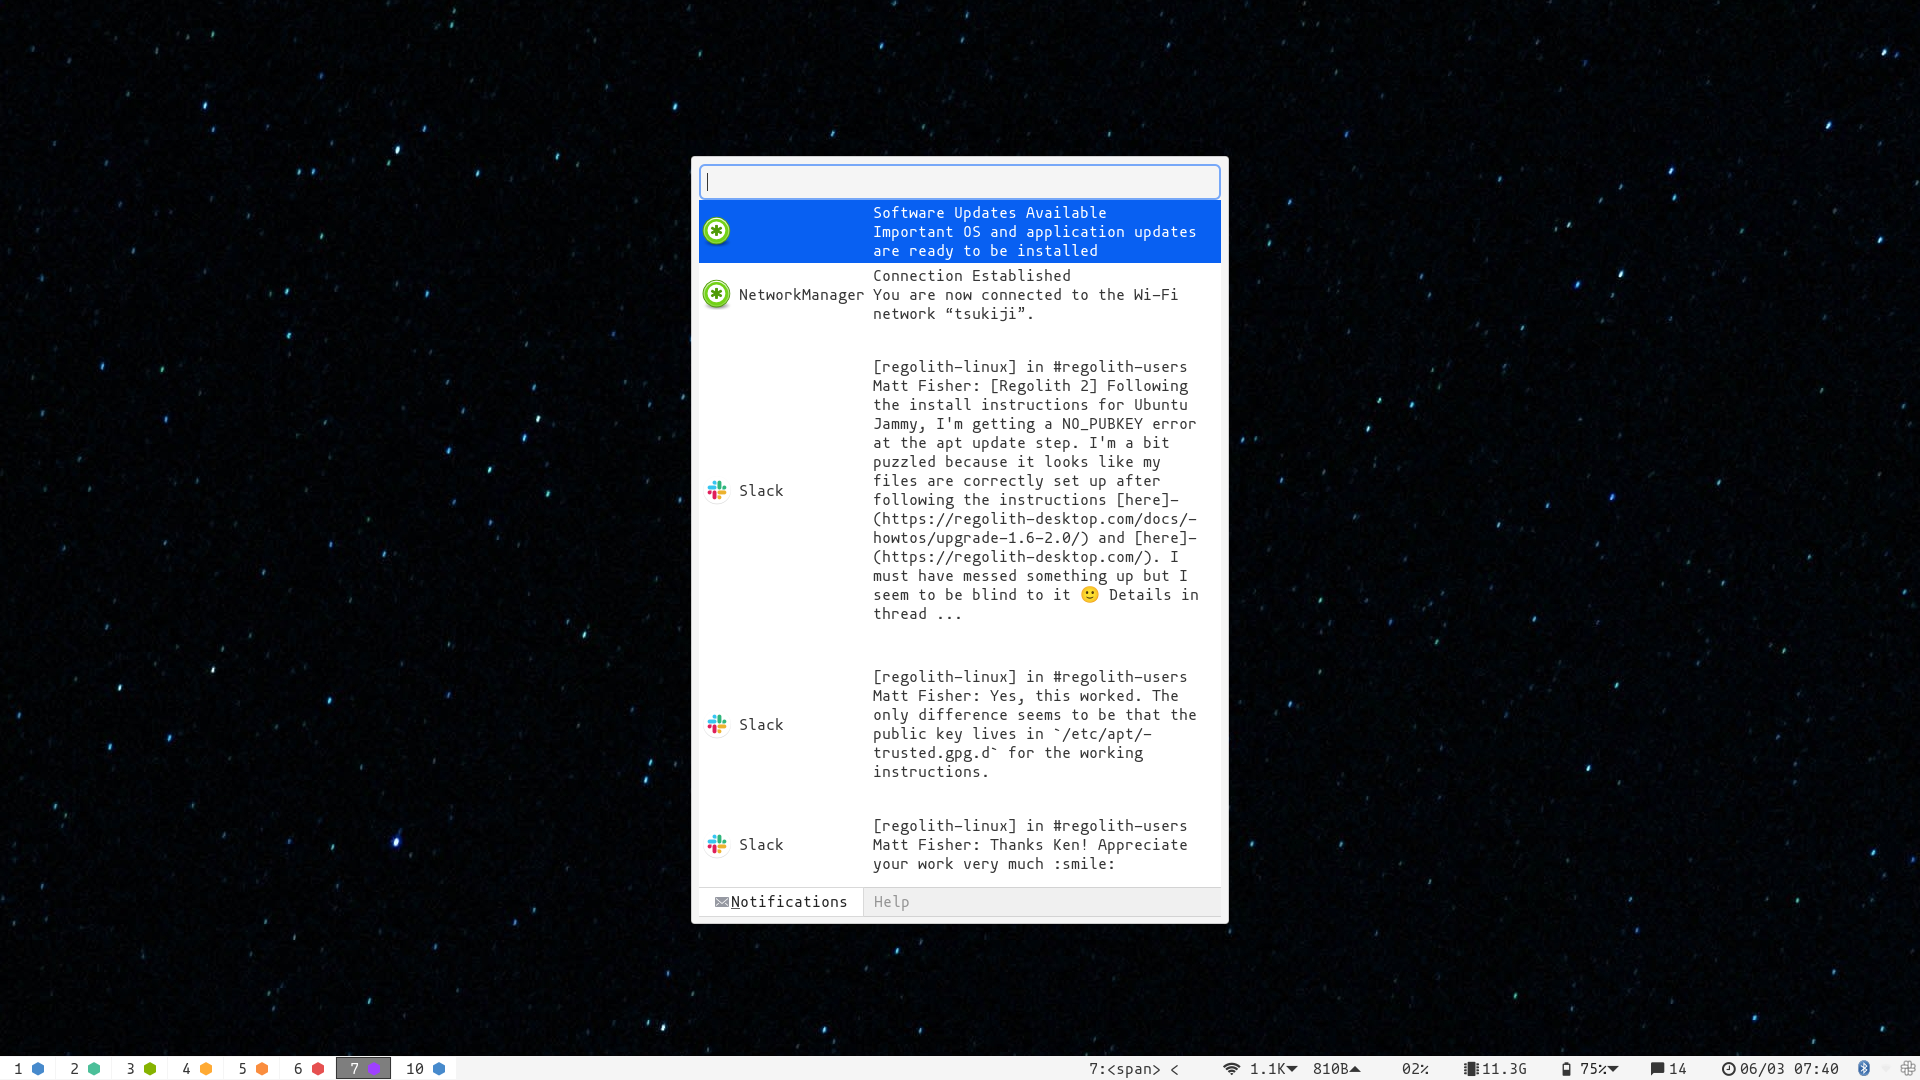 Software Updates Available
Important OS and application updates
are ready to be installed
NetworkManager
Connection Established
You are now connected to the Wi-Fi
network “tsukiji”.
Slack
[regolith-linux] in #regolith-users
Matt Fisher: [Regolith 2] Following
the install instructions for Ubuntu
Jammy, I'm getting a NO_PUBKEY error
at the apt update step. I'm a bit
puzzled because it looks like my
files are correctly set up after
following the instructions [here]-
(https://regolith-desktop.com/docs/-
howtos/upgrade-1.6-2.0/) and [here]-
(https://regolith-desktop.com/). I
must have messed something up but I
seem to be blind to it 🙂 Details in
thread ...
Slack
[regolith-linux] in #regolith-users
Matt Fisher: Yes, this worked. The
only difference seems to be that the
public key lives in `/etc/apt/-
trusted.gpg.d` for the working
instructions.
Slack
[regolith-linux] in #regolith-users
Matt Fisher: Thanks Ken! Appreciate
your work very much :smile:
Notifications Help
1 2 3 4 5 6 7 10 7:<span> < 1.1K 810B 02% 11.3G 75% 14 06/03 07:40